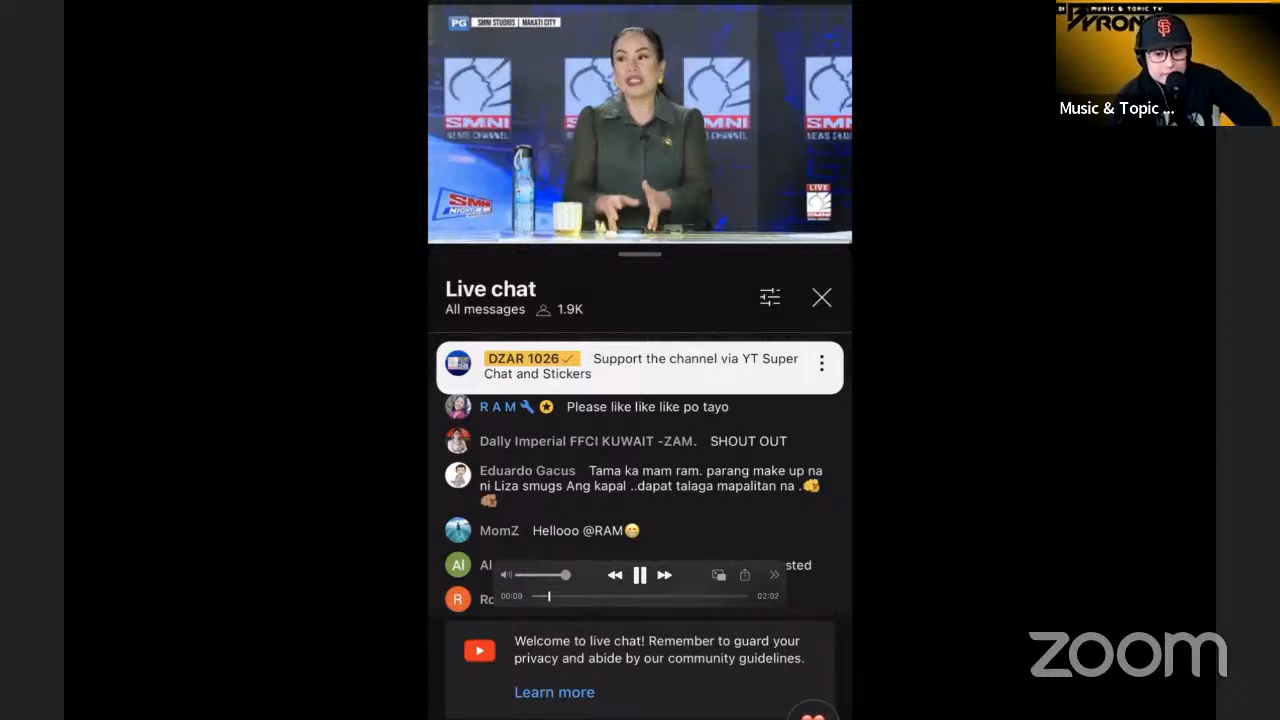 PG SMNI STUDIOS | MAKATI CITY
SMNI
NEWS CHANNEL
SMNI
NEWS CHANNEL
LIVE
SMNI
MUSIC & TOPIC TV
Music & Topic ...
Live chat
All messages 1.9K
DZAR 1026 Support the channel via YT Super
Chat and Stickers
R A M Please like like like po tayo
Dally Imperial FFCI KUWAIT -ZAM. SHOUT OUT
Eduardo Gacus Tama ka mam ram. parang make up na
ni Liza smugs Ang kapal ..dapat talaga mapalitan na .
MomZ Hellooo @RAM😁
Al Al sted
R Ro
00:09 02:02
Welcome to live chat! Remember to guard your
privacy and abide by our community guidelines.
Learn more
zoom